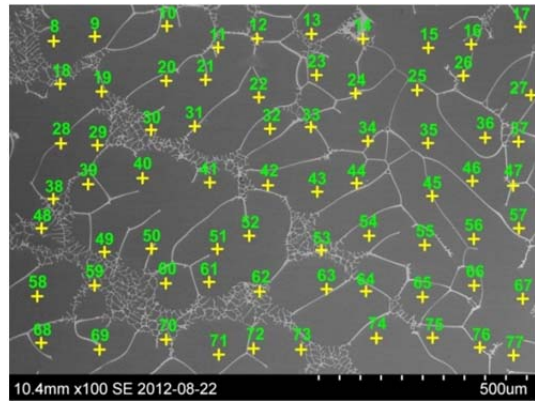 8 9 10 11 12 13 14 15 16 17
18 19 20 21 22 23 24 25 26 27
28 29 30 31 32 33 34 35 36 37
38 39 40 41 42 43 44 45 46 47
48 49 50 51 52 53 54 55 56 57
58 59 60 61 62 63 64 65 66 67
68 69 70 71 72 73 74 75 76 77
10.4mm x100 SE 2012-08-22 500um